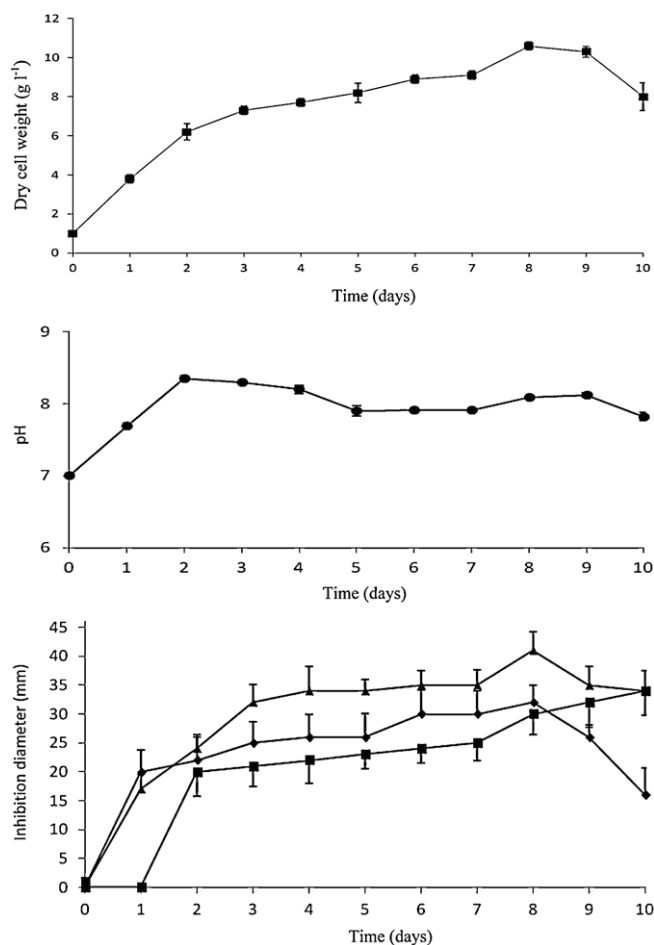 Dry cell weight (g l⁻¹)
12
10
8
6
4
2
0
0 1 2 3 4 5 6 7 8 9 10
Time (days)
pH
9
8
7
6
0 1 2 3 4 5 6 7 8 9 10
Time (days)
Inhibition diameter (mm)
45
40
35
30
25
20
15
10
5
0
0 1 2 3 4 5 6 7 8 9 10
Time (days)